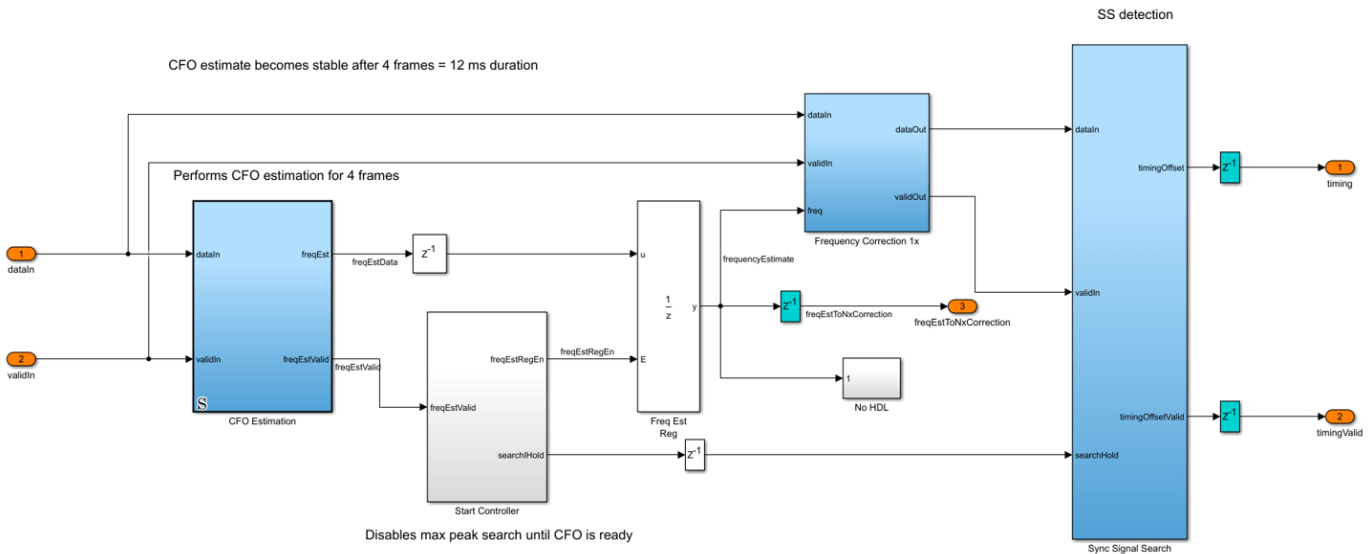 SS detection
CFO estimate becomes stable after 4 frames = 12 ms duration
Performs CFO estimation for 4 frames
1
dataIn
2
validIn
dataIn
validIn
freqEst
freqEstValid
S
CFO Estimation
freqEstData
z-1
freqEstValid
freqEstValid
freqEstRegEn
searchlHold
Start Controller
Disables max peak search until CFO is ready
freqEstRegEn
z-1
u
E
1
z
y
Freq Est
Reg
dataIn
validIn
freq
dataOut
validOut
Frequency Correction 1x
frequencyEstimate
z-1
freqEstToNxCorrection
3
freqEstToNxCorrection
1
No HDL
dataIn
validIn
searchHold
timingOffset
timingOffsetValid
Sync Signal Search
z-1
1
timing
z-1
2
timingValid